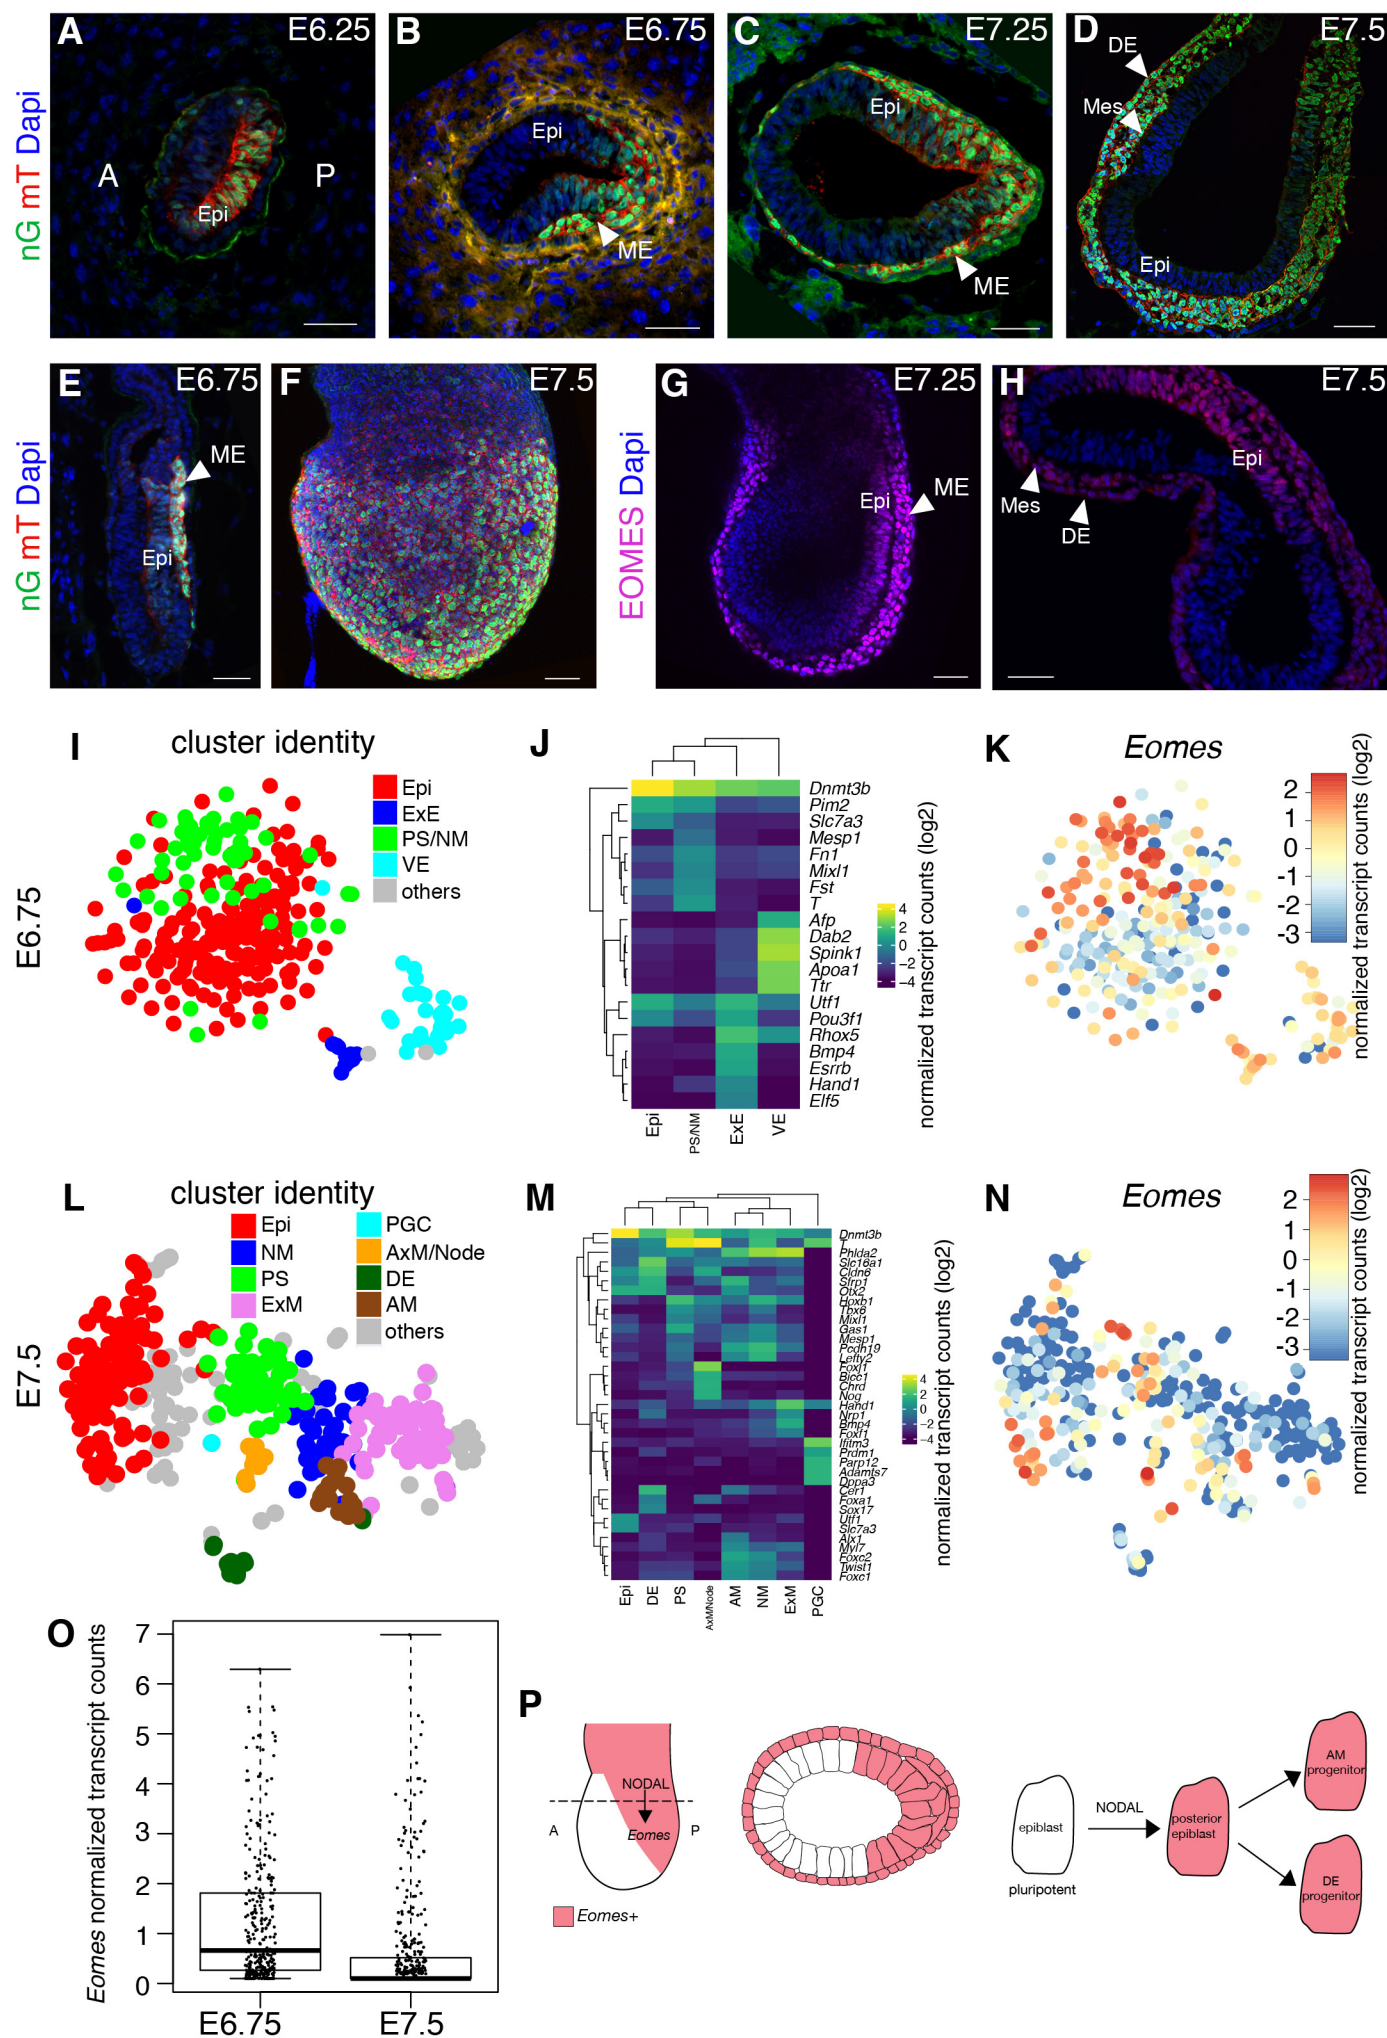 A
E6.25
B
E6.75
C
E7.25
D
E7.5
nG mT Dapi
A
P
Epi
Epi
ME
Epi
ME
DE
Mes
Epi
E
E6.75
F
E7.5
G
E7.25
H
E7.5
nG mT Dapi
ME
Epi
EOMES Dapi
Epi
ME
Epi
Mes
DE
I
cluster identity
E6.75
Epi
ExE
PS/NM
VE
others
J
Dnmt3b
Pim2
Slc7a3
Mesp1
Fn1
Mixl1
Fst
T
Afp
Dab2
Spink1
Apoa1
Ttr
Utf1
Pou3f1
Rhox5
Bmp4
Esrrb
Hand1
Elf5
Epi
PS/NM
ExE
VE
4
2
0
−2
−4
normalized transcript counts (log2)
K
Eomes
2
1
0
-1
-2
-3
normalized transcript counts (log2)
L
cluster identity
E7.5
Epi
NM
PS
ExM
PGC
AxM/Node
DE
AM
others
M
Dnmt3b
T
Phlda2
Slc16a1
Cldn6
Sfrp1
Otx2
Hoxb1
Tbx6
Mixl1
Gas1
Mesp1
Pcdh19
Lefty2
Foxj1
Bicc1
Chrd
Nog
Hand1
Nrp1
Bmp4
Foxf1
Ifitm3
Prdm1
Parp12
Adamts7
Dppa3
Cer1
Foxa1
Sox17
Utf1
Slc7a3
Alx1
Myl7
Foxc2
Twist1
Foxc1
Epi
DE
PS
AxM/Node
AM
NM
ExM
PGC
4
2
0
−2
−4
normalized transcript counts (log2)
N
Eomes
2
1
0
-1
-2
-3
normalized transcript counts (log2)
O
Eomes normalized transcript counts
7
6
5
4
3
2
1
0
E6.75
E7.5
P
NODAL
A
Eomes
P
Eomes+
epiblast
pluripotent
NODAL
posterior
epiblast
AM
progenitor
DE
progenitor